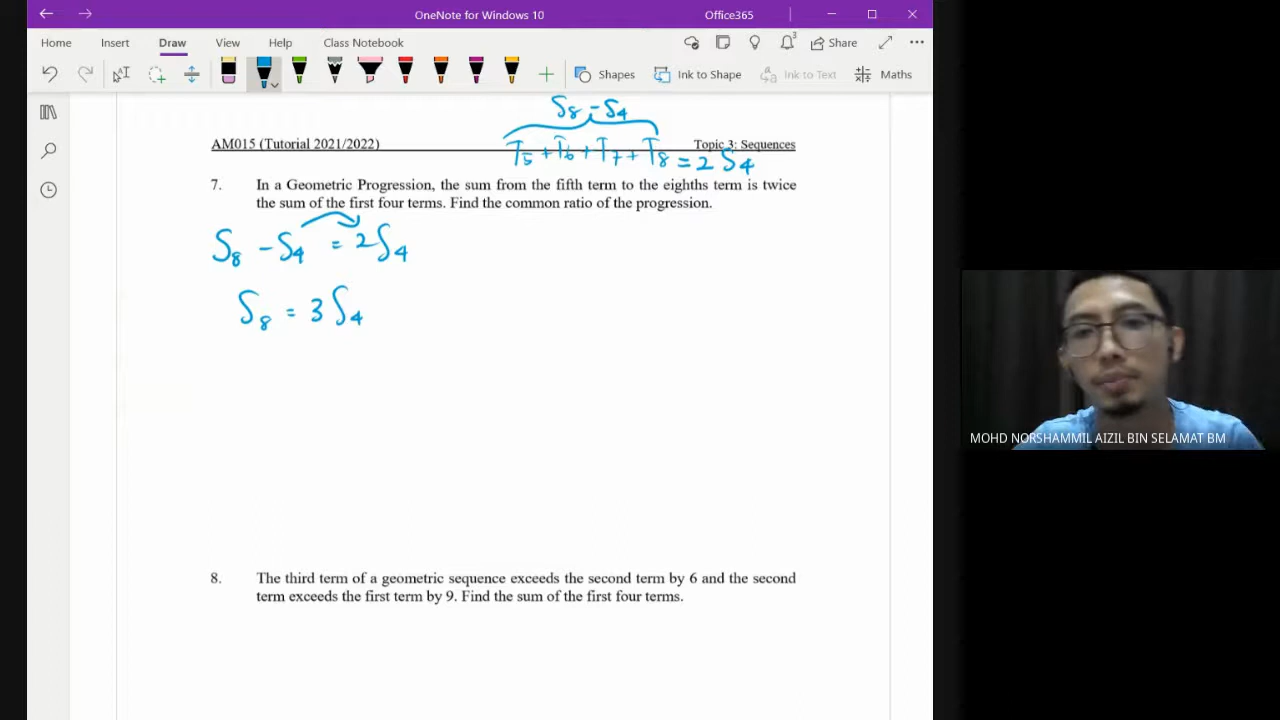 OneNote for Windows 10
Office365
Home
Insert
Draw
View
Help
Class Notebook
3
Share
Shapes
Ink to Shape
Ink to Text
Maths
S8 - S4
AM015 (Tutorial 2021/2022)
Topic 3: Sequences
T5 + T6 + T7 + T8 = 2 S4
7. In a Geometric Progression, the sum from the fifth term to the eighths term is twice
the sum of the first four terms. Find the common ratio of the progression.
S8 - S4 = 2S4
S8 = 3 S4
MOHD NORSHAMMIL AIZIL BIN SELAMAT BM
8. The third term of a geometric sequence exceeds the second term by 6 and the second
term exceeds the first term by 9. Find the sum of the first four terms.